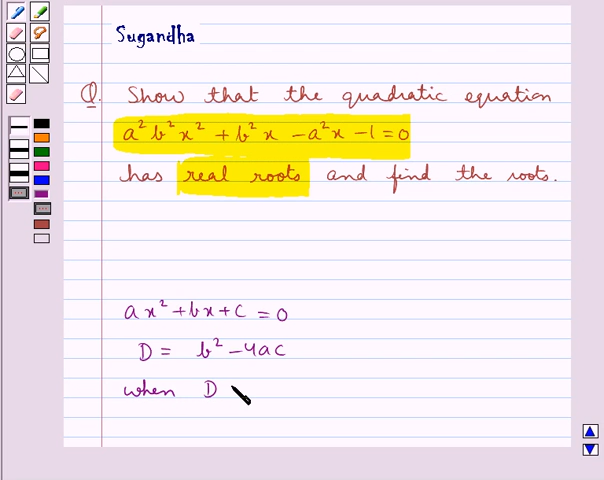 Sugandha
Q. Show that the quadratic equation
a²b²x² + b²x - a²x - 1 = 0
has real roots and find the roots.
ax² + bx + c = 0
D = b² - 4ac
when D